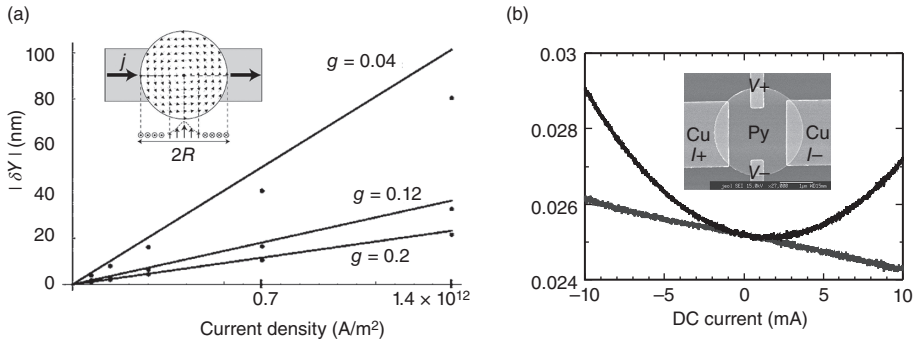 (a)
100
80
60
40
20
0
| δY | (nm)
j
2R
g = 0.04
g = 0.12
g = 0.2
0.7
1.4 × 10¹²
Current density (A/m²)
(b)
0.03
0.028
0.026
0.024
V+
Cu
I+
Py
Cu
I−
V−
−10
−5
0
5
10
DC current (mA)